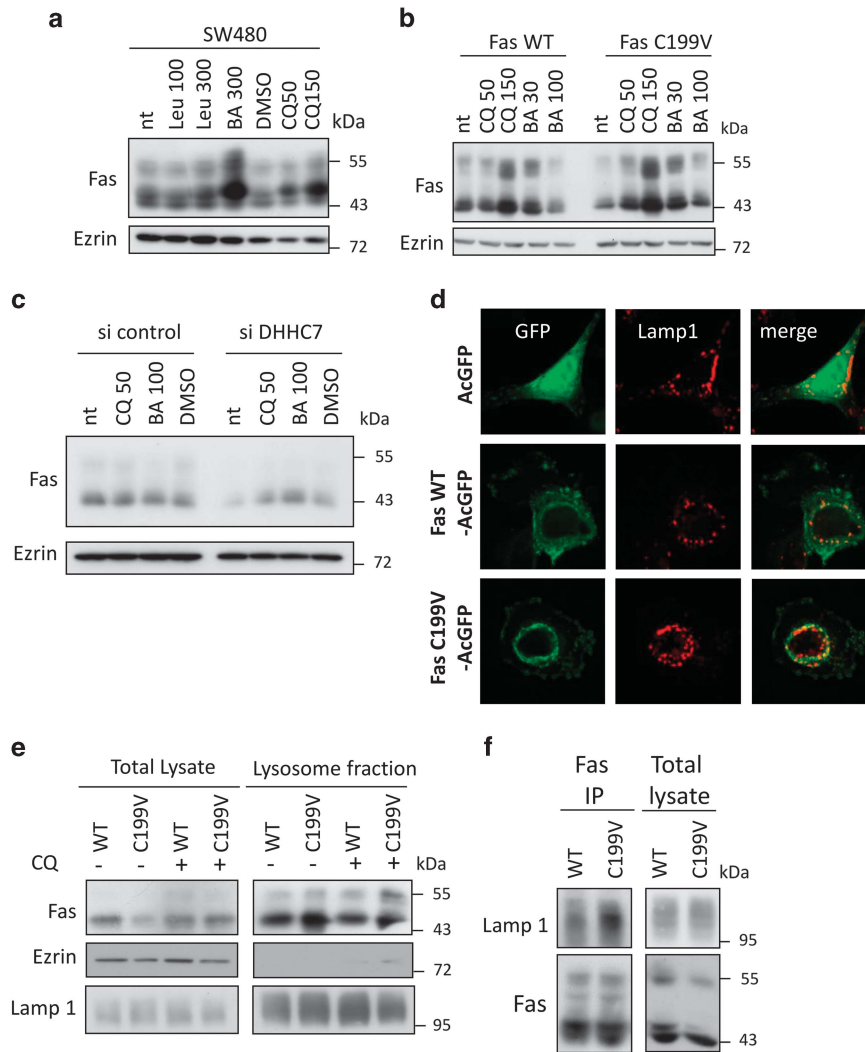 a
SW480
nt Leu 100 Leu 300 BA 300 DMSO CQ50 CQ150 kDa
Fas
55
43
Ezrin
72
b
Fas WT Fas C199V
nt CQ 50 CQ 150 BA 30 BA 100 nt CQ 50 CQ 150 BA 30 BA 100 kDa
Fas
55
43
Ezrin
72
c
si control si DHHC7
nt CQ 50 BA 100 DMSO nt CQ 50 BA 100 DMSO kDa
Fas
55
43
Ezrin
72
d
GFP Lamp1 merge
AcGFP
Fas WT
-AcGFP
Fas C199V
-AcGFP
e
Total Lysate Lysosome fraction
WT C199V WT C199V WT C199V WT C199V
CQ - - + + - - + + kDa
Fas
55
43
Ezrin
72
Lamp 1
95
f
Fas Total
IP lysate
WT C199V WT C199V kDa
Lamp 1
95
Fas
55
43